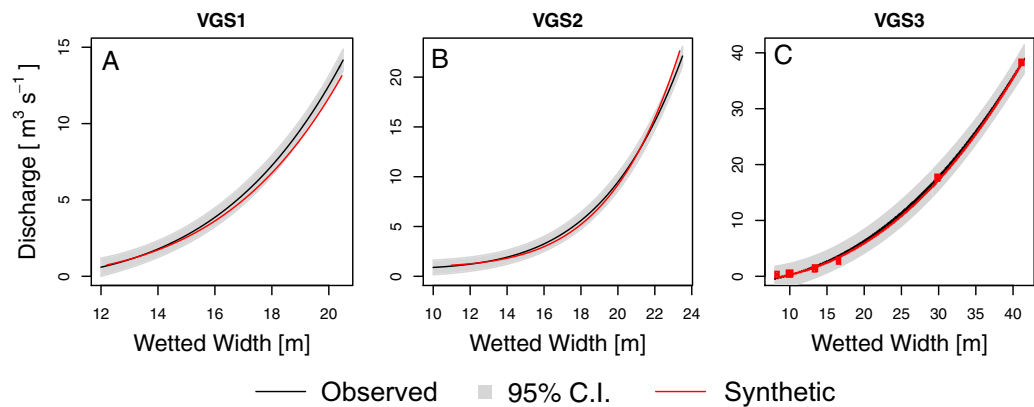 VGS1
VGS2
VGS3
A
B
C
Discharge [ m³ s⁻¹ ]
0
5
10
15
12
14
16
18
20
Wetted Width [m]
0
5
10
15
20
10
12
14
16
18
20
22
24
Wetted Width [m]
0
10
20
30
40
10
15
20
25
30
35
40
Wetted Width [m]
Observed
95% C.I.
Synthetic